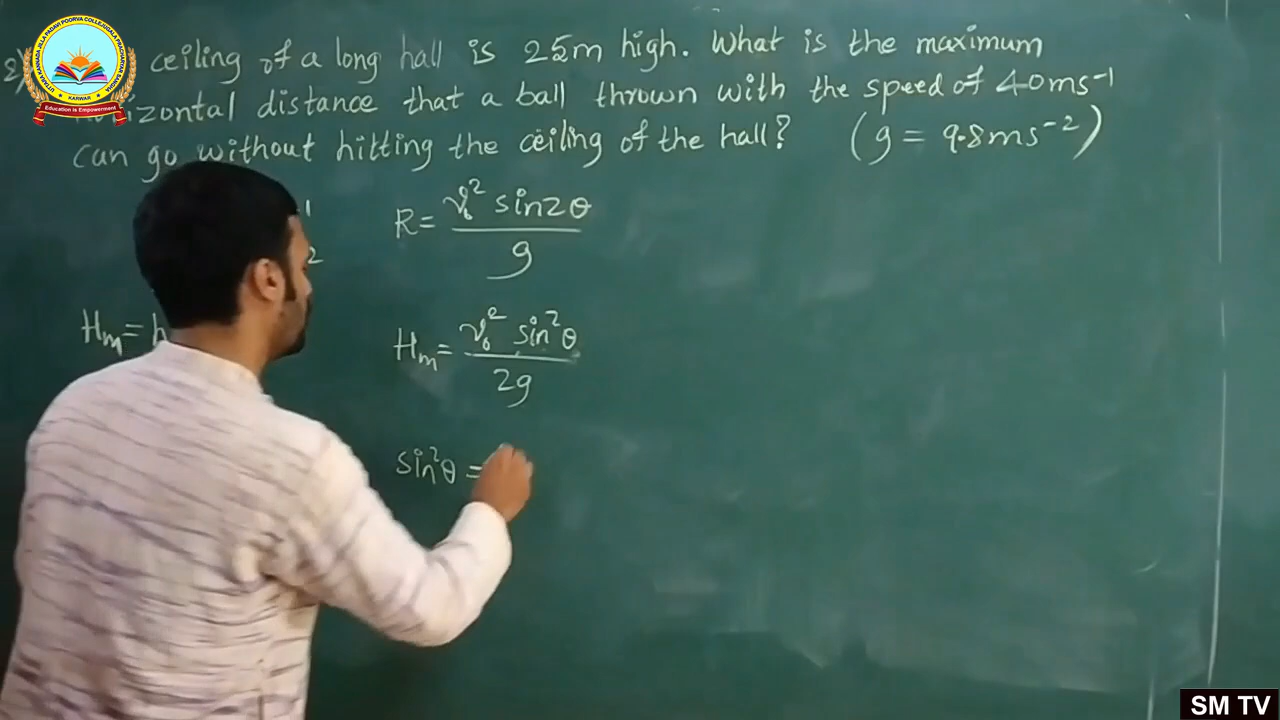 2) ceiling of a long hall is 25m high. What is the maximum
horizontal distance that a ball thrown with the speed of 40ms⁻¹
can go without hitting the ceiling of the hall? (g = 9.8ms⁻²)
R = v₀² sin2θ / g
Hm = h
Hm = v₀² sin²θ / 2g
sin²θ =
KARWAR
Education is Empowerment
SM TV